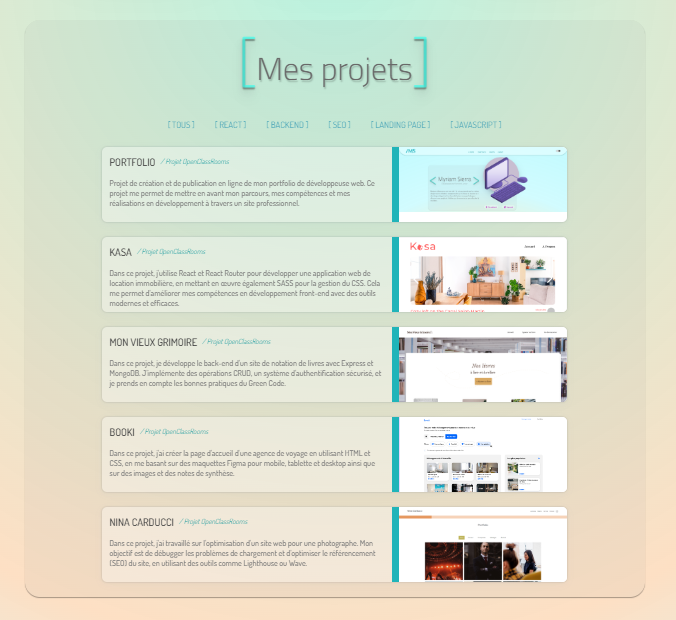 [ Mes projets ]
[ TOUS ] [ REACT ] [ BACKEND ] [ SEO ] [ LANDING PAGE ] [ JAVASCRIPT ]
PORTFOLIO / Projet OpenClassRooms
Projet de création et de publication en ligne de mon portfolio de développeuse web. Ce
projet me permet de mettre en avant mon parcours, mes compétences et mes
réalisations en développement à travers un site professionnel.
Myriam Siems
KASA / Projet OpenClassRooms
Dans ce projet, j'utilise React et React Router pour développer une application web de
location immobilière, en mettant en œuvre également SASS pour la gestion du CSS. Cela
me permet d'améliorer mes compétences en développement front-end avec des outils
modernes et efficaces.
Kasa
MON VIEUX GRIMOIRE / Projet OpenClassRooms
Dans ce projet, je développe le back-end d'un site de notation de livres avec Express et
MongoDB. J'implémente des opérations CRUD, un système d'authentification sécurisé, et
je prends en compte les bonnes pratiques du Green Code.
Nos livres
BOOKI / Projet OpenClassRooms
Dans ce projet, j'ai créer la page d'accueil d'une agence de voyage en utilisant HTML et
CSS, en me basant sur des maquettes Figma pour mobile, tablette et desktop ainsi que
sur des images et des notes de synthèse.
NINA CARDUCCI / Projet OpenClassRooms
Dans ce projet, j'ai travaillé sur l'optimisation d'un site web pour une photographe. Mon
objectif est de débugger les problèmes de chargement et d'optimiser le référencement
(SEO) du site, en utilisant des outils comme Lighthouse ou Wave.